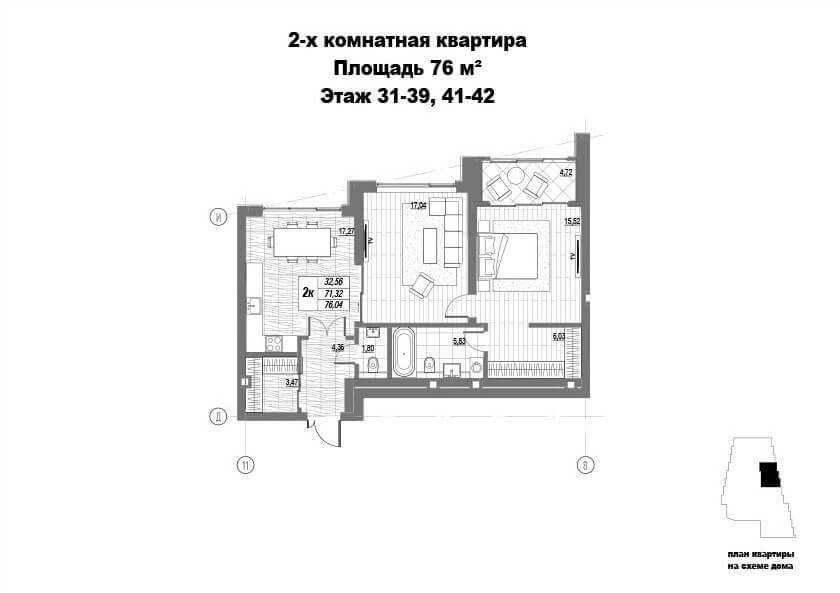 2-х комнатная квартира
Площадь 76 м²
Этаж 31-39, 41-42
4,72
17,04
И
17,27
TV
15,52
TV
32,56
2к 71,32
76,04
4,36
1,80
5,63
6,03
3,47
Д
11
8
план квартиры
на схеме дома